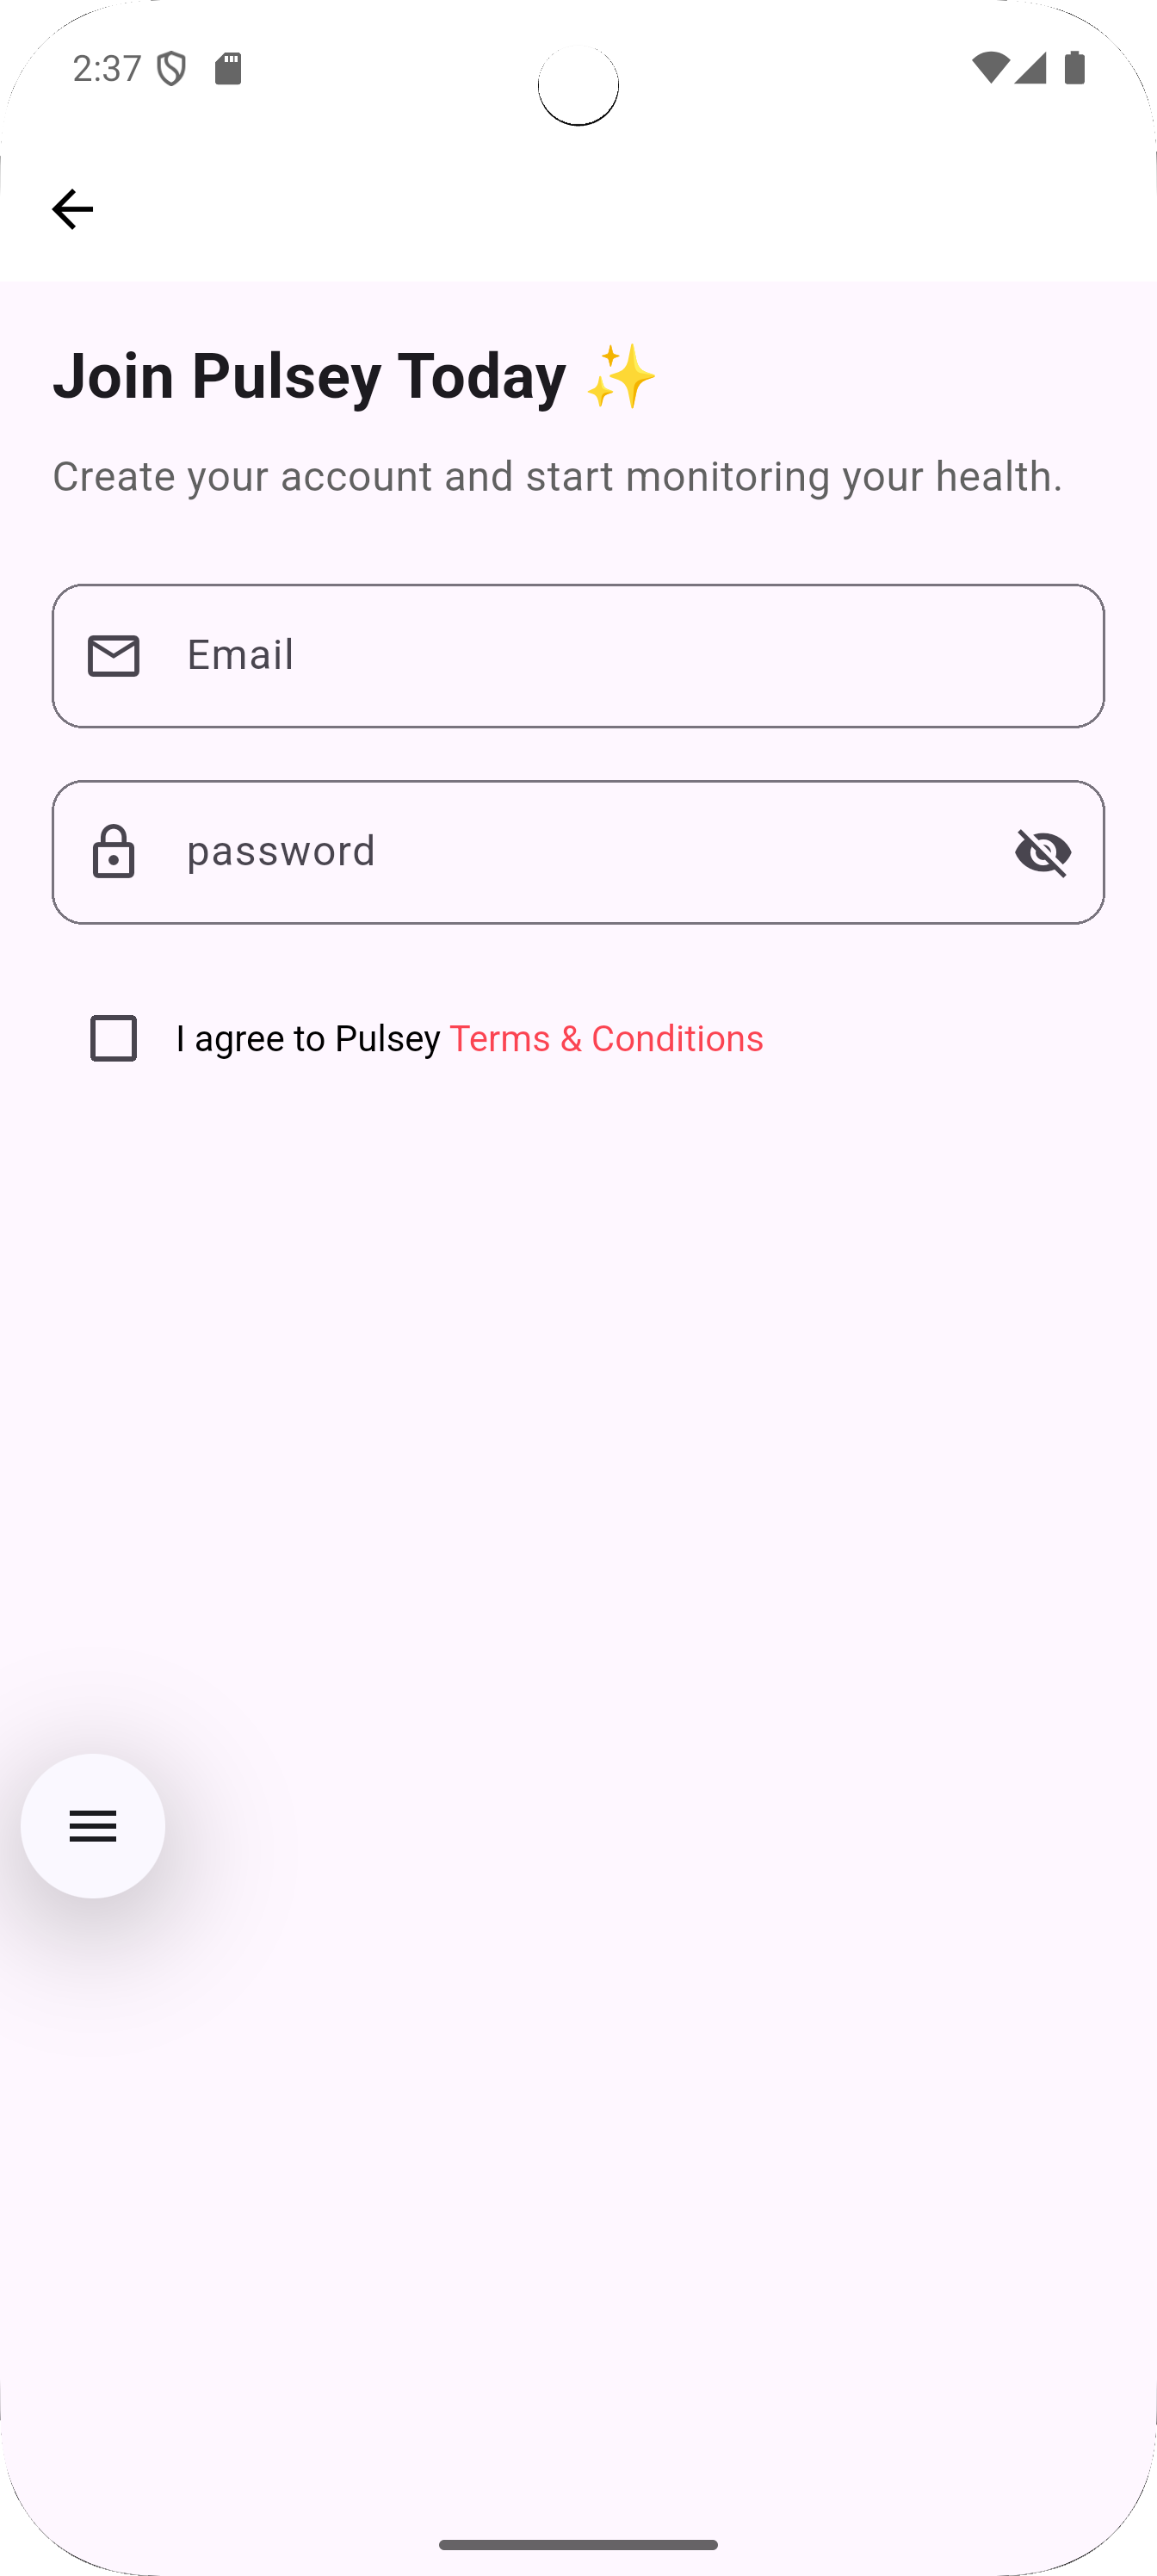 2:37
Join Pulsey Today ✨
Create your account and start monitoring your health.
Email
password
I agree to Pulsey Terms & Conditions